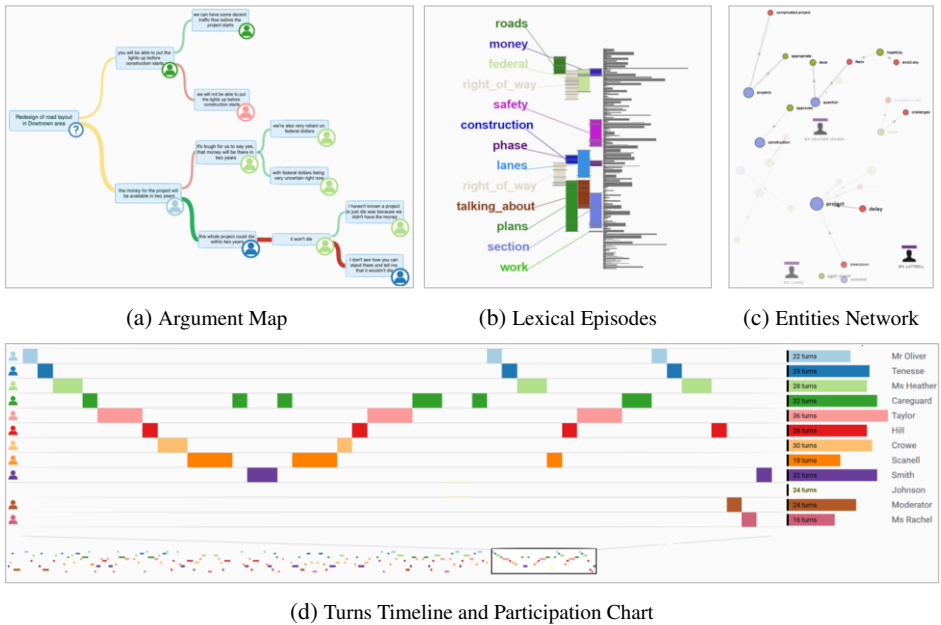 we can have some decent
traffic flow before the
project starts
you will be able to put the
lights up before
construction starts
we will not be able to put
the lights up before
construction starts
Redesign of road layout
in Dowtnown area
?
we're also very reliant on
federal dollars
it's tough for us to say yes,
that money will be there in
two years
with federal dollars being
very uncertain right now
the money for the project will
be available in two years
I haven't known a project
to just die was because we
didn't have the money
this whole project could die
within two years
it won't die
I don't see how you can
stand there and tell me
that it wouldn't die
roads
money
federal
right_of_way
safety
construction
phase
lanes
right_of_way
talking_about
plans
section
work
complicated project
appropriate
issue
hopefully
there
avoid any
property
question
approved
challenges
construction
project
delay
breakdown
MS LUTTRELL
(a) Argument Map
(b) Lexical Episodes
(c) Entities Network
22 turns Mr Oliver
29 turns Tenesse
28 turns Ms Heather
32 turns Careguard
36 turns Taylor
28 turns Hill
30 turns Crowe
18 turns Scanell
32 turns Smith
24 turns Johnson
24 turns Moderator
16 turns Ms Rachel
(d) Turns Timeline and Participation Chart